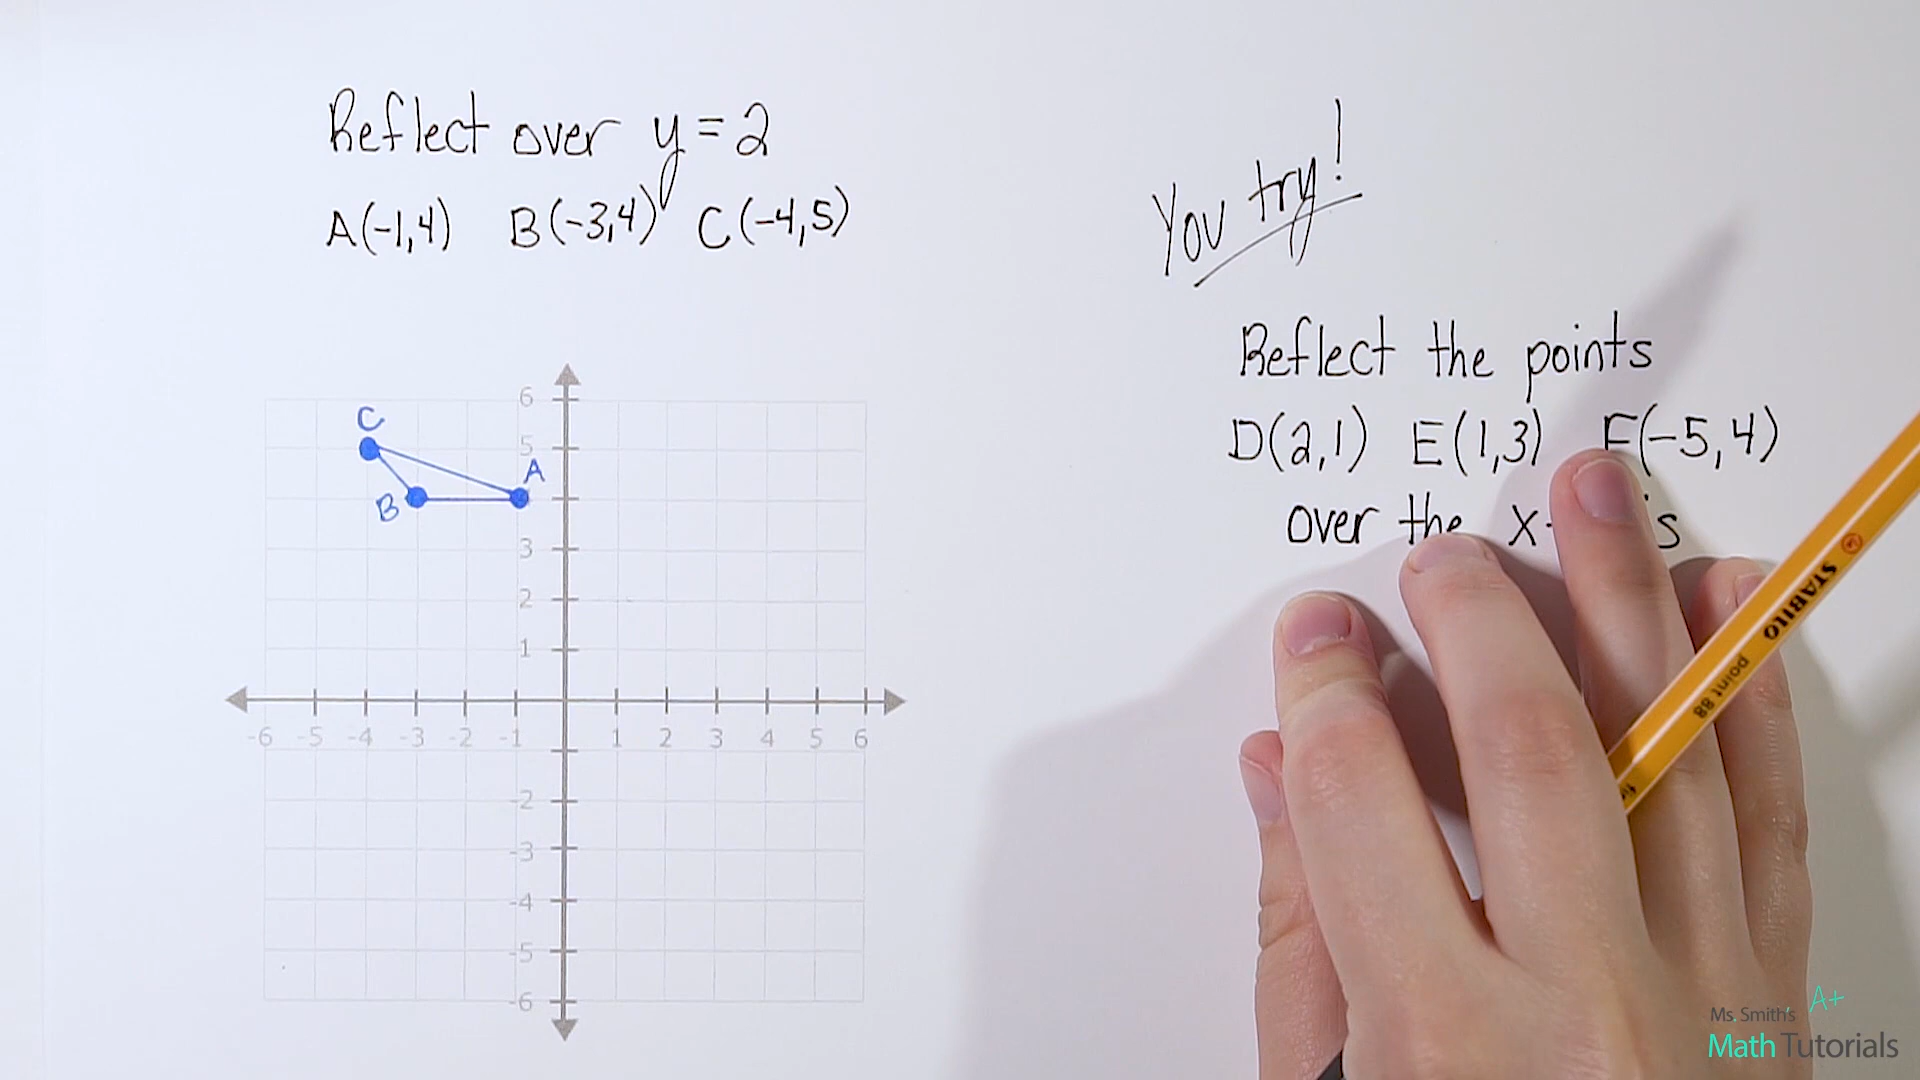 Reflect over y=2
A(-1,4) B(-3,4) C(-4,5)
You try!
Reflect the points
D(2,1) E(1,3) F(-5,4)
over the
C
A
B
6
5
3
2
1
-6 -5 -4 -3 -2 -1 1 2 3 4 5 6
-2
-3
-4
-5
-6
STABILO
point 88
Ms. Smith's A+
Math Tutorials